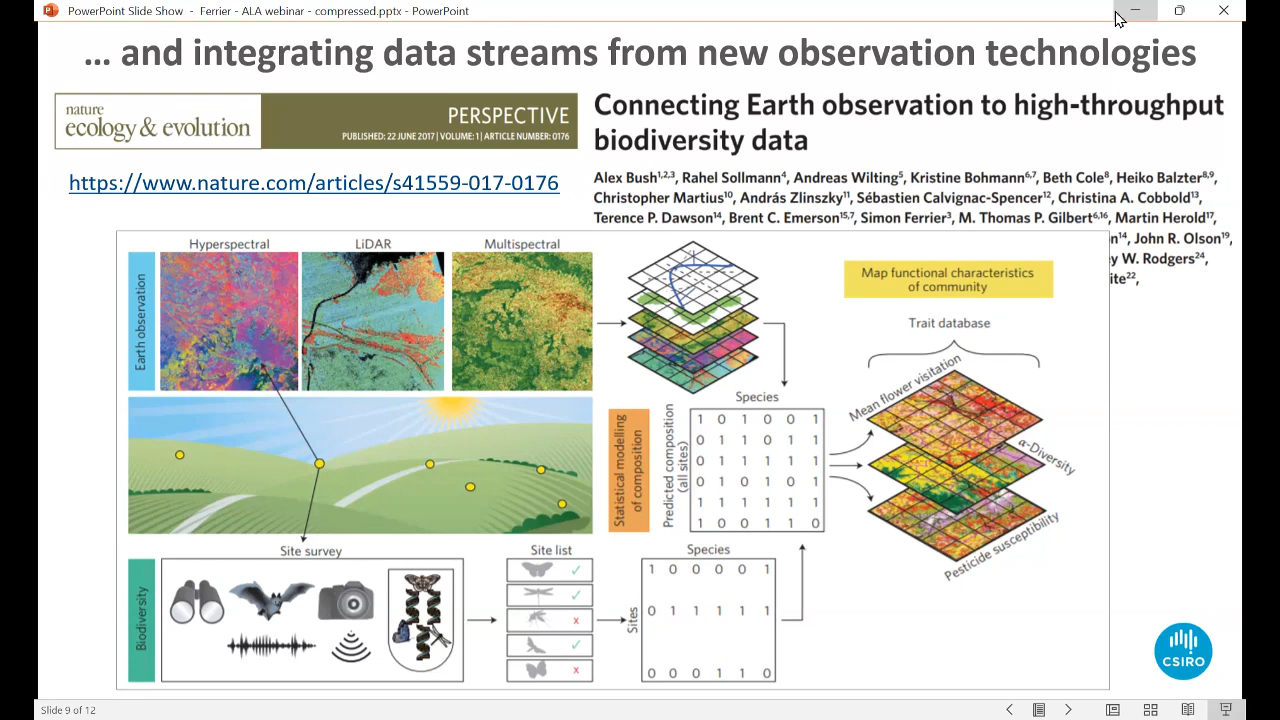 PowerPoint Slide Show - Ferrier - ALA webinar - compressed.pptx - PowerPoint
... and integrating data streams from new observation technologies
nature
ecology & evolution
PERSPECTIVE
PUBLISHED: 22 JUNE 2017 | VOLUME: 1 | ARTICLE NUMBER: 0176
https://www.nature.com/articles/s41559-017-0176
Connecting Earth observation to high-throughput
biodiversity data
Alex Bush1,2,3, Rahel Sollmann4, Andreas Wilting5, Kristine Bohmann6,7, Beth Cole8, Heiko Balzter8,9,
Christopher Martius10, András Zlinszky11, Sébastien Calvignac-Spencer12, Christina A. Cobbold13,
Terence P. Dawson14, Brent C. Emerson15,7, Simon Ferrier3, M. Thomas P. Gilbert6,16, Martin Herold17,
n14, John R. Olson19,
y W. Rodgers24,
ite22,
Hyperspectral
LiDAR
Multispectral
Earth observation
Map functional characteristics
of community
Trait database
Mean flower visitation
α-Diversity
Pesticide susceptibility
Statistical modelling
of composition
Predicted composition
(all sites)
Species
1 0 1 0 0 1
0 1 1 0 1 1
0 1 1 1 1 1
0 1 0 1 0 1
1 1 1 1 1 1
1 0 0 1 1 0
Biodiversity
Site survey
Site list
✓
✓
x
✓
x
Species
Sites
1 0 0 0 0 1
0 1 1 1 1 1
0 0 0 1 1 0
CSIRO
Slide 9 of 12